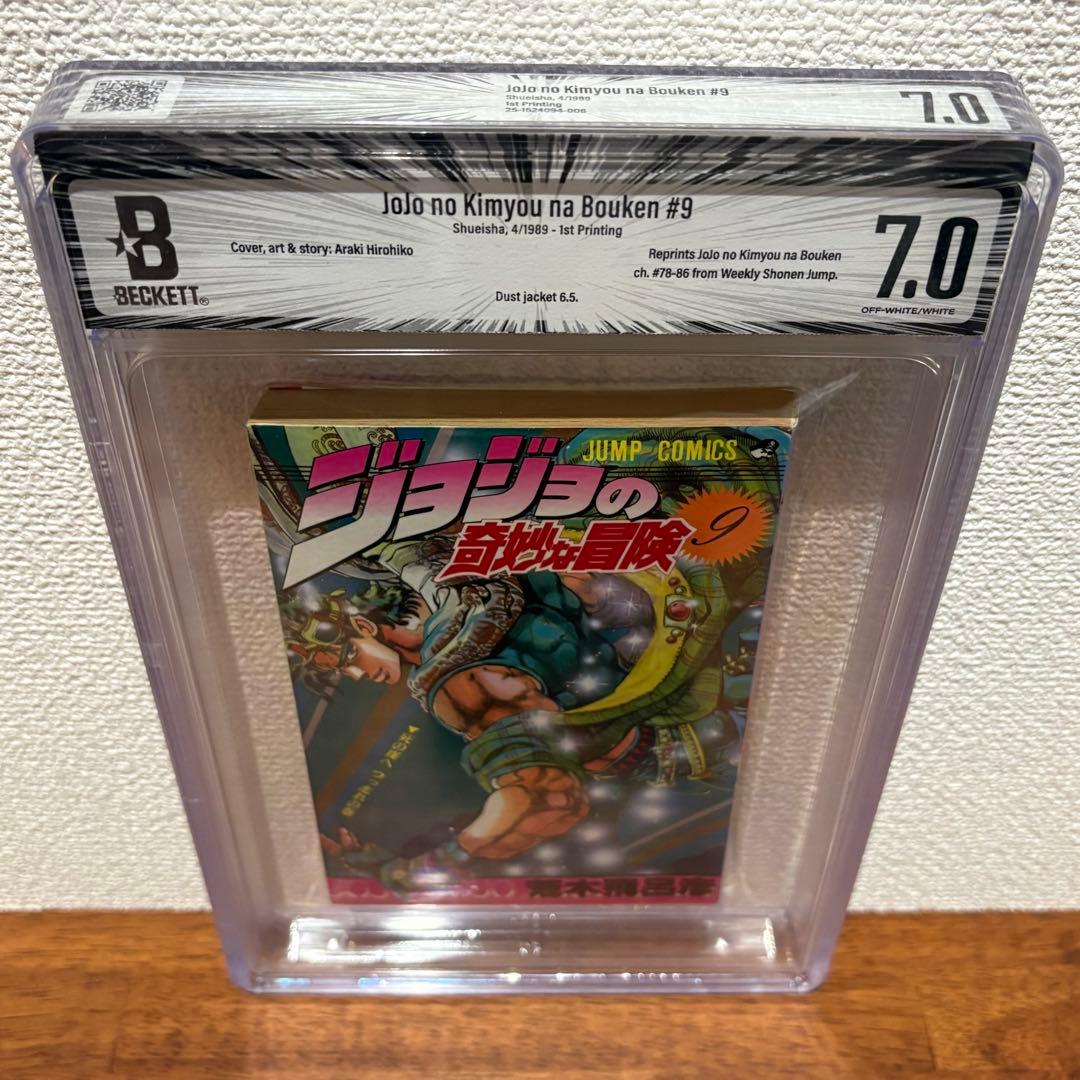 JoJo no Kimyou na Bouken #9
Shueisha, 4/1989
1st Printing
25-1524094-006
7.0
JoJo no Kimyou na Bouken #9
Shueisha, 4/1989 - 1st Printing
Cover, art & story: Araki Hirohiko
Reprints JoJo no Kimyou na Bouken
ch. #78-86 from Weekly Shonen Jump.
Dust jacket 6.5.
B
BECKETT®
7.0
OFF-WHITE/WHITE
JUMP COMICS
ジョジョの
奇妙な冒険
9
荒木飛呂彦